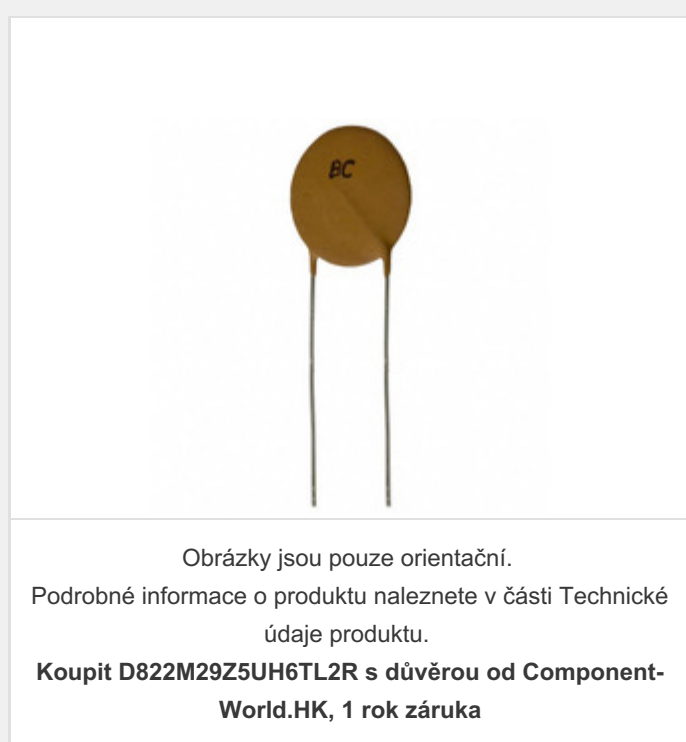 BC
Obrázky jsou pouze orientační.
Podrobné informace o produktu naleznete v části Technické
údaje produktu.
Koupit D822M29Z5UH6TL2R s důvěrou od Component-
World.HK, 1 rok záruka